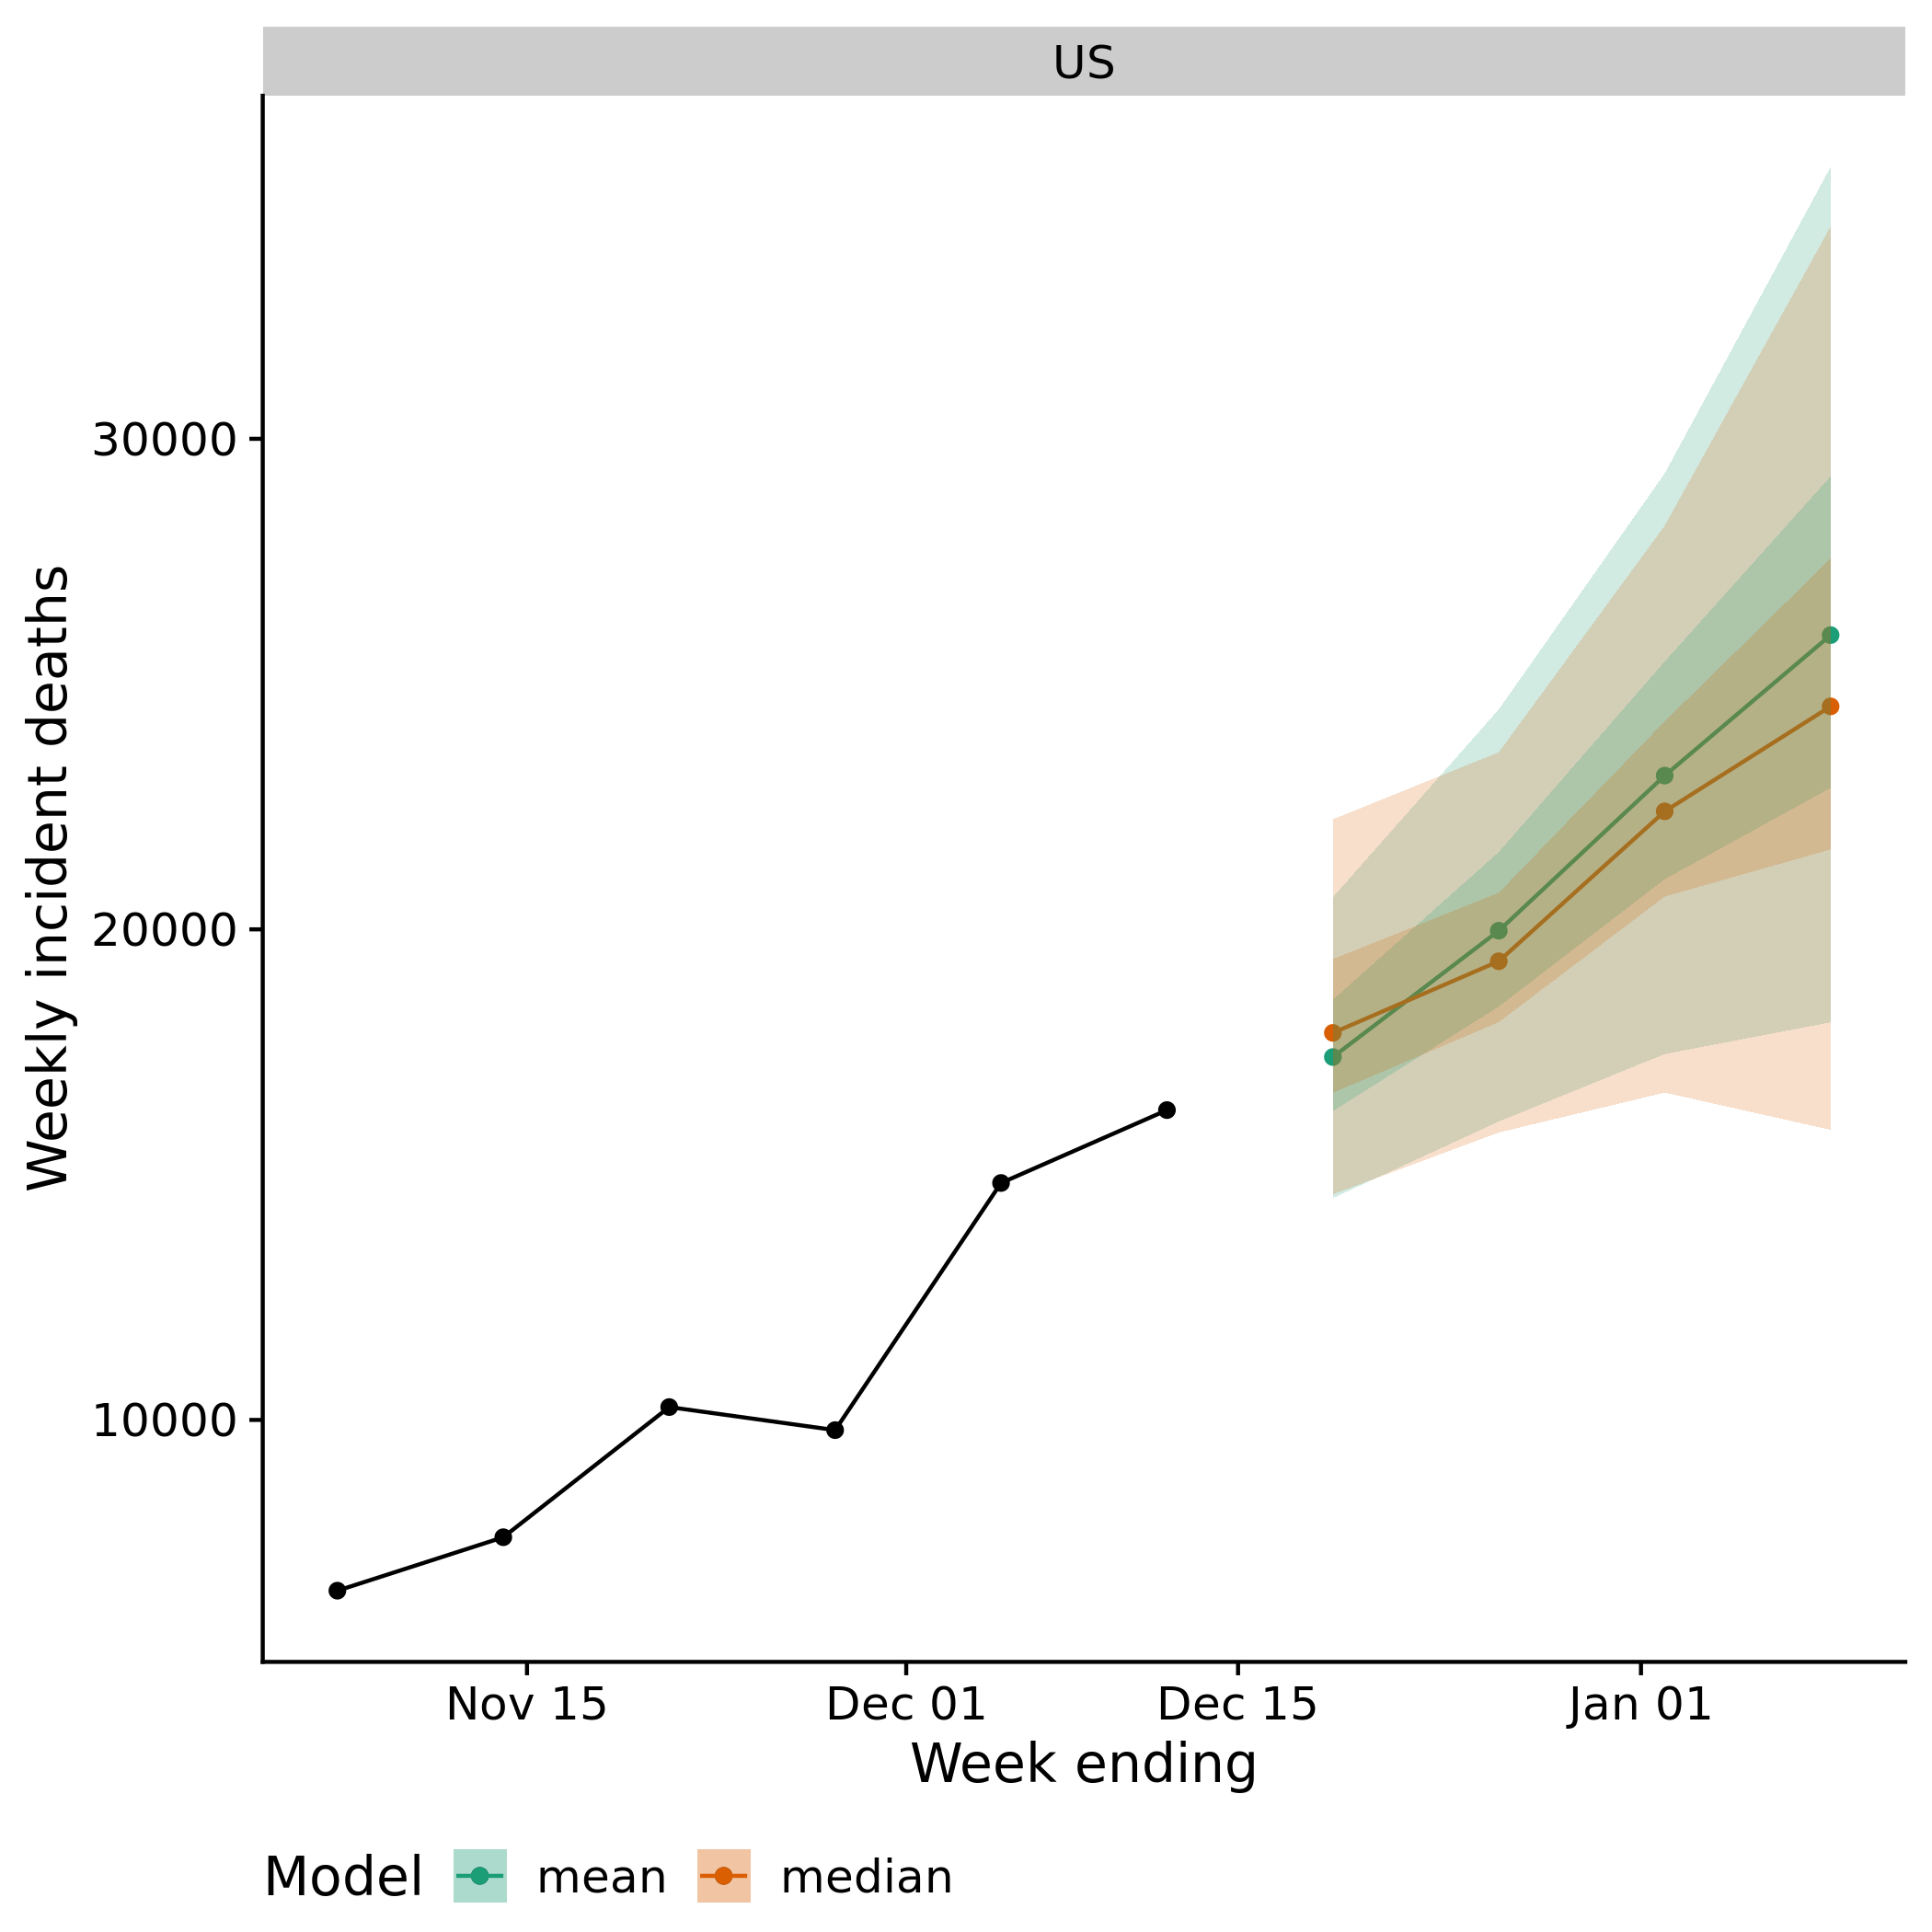 US
Weekly incident deaths
30000
20000
10000
Nov 15 Dec 01 Dec 15 Jan 01
Week ending
Model mean median